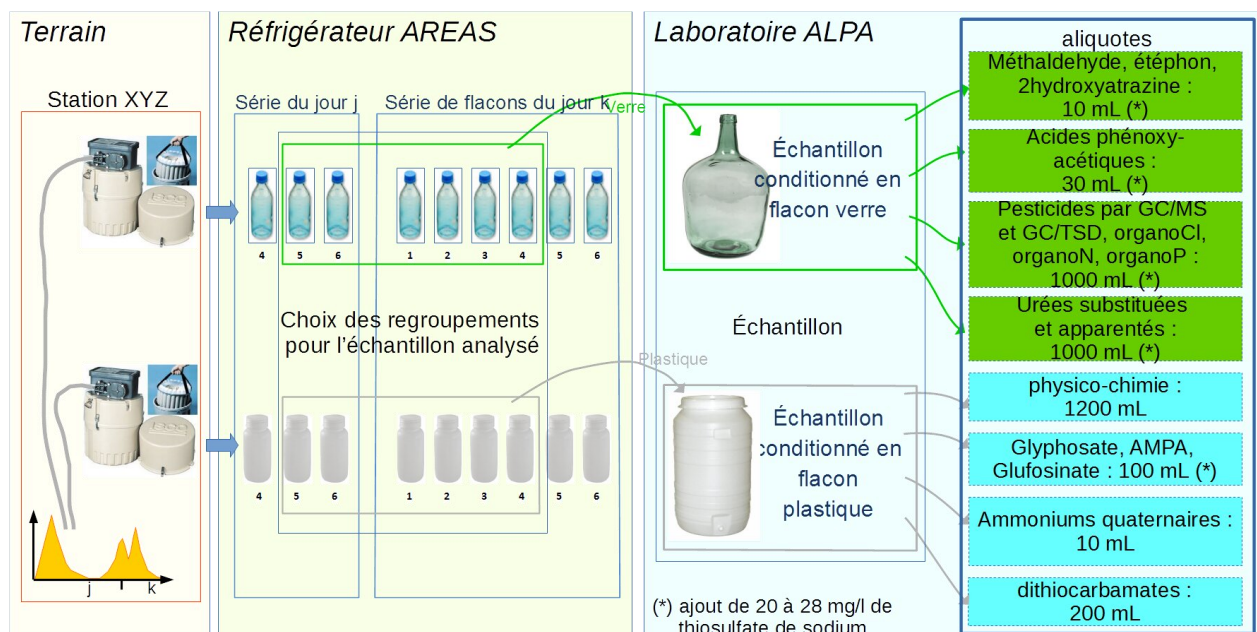 Terrain
Station XYZ
j
k
Réfrigérateur AREAS
Série du jour j
Série de flacons du jour k
Verre
4 5 6
1 2 3 4 5 6
Choix des regroupements
pour l’échantillon analysé
Plastique
4 5 6
1 2 3 4 5 6
Laboratoire ALPA
Échantillon
conditionné en
flacon verre
Échantillon
Échantillon
conditionné en
flacon
plastique
(*) ajout de 20 à 28 mg/l de
thiosulfate de sodium
aliquotes
Méthaldehyde, étéphon,
2hydroxyatrazine :
10 mL (*)
Acides phénoxy-
acétiques :
30 mL (*)
Pesticides par GC/MS
et GC/TSD, organoCl,
organoN, organoP :
1000 mL (*)
Urées substituées
et apparentés :
1000 mL (*)
physico-chimie :
1200 mL
Glyphosate, AMPA,
Glufosinate : 100 mL (*)
Ammoniums quaternaires :
10 mL
dithiocarbamates :
200 mL